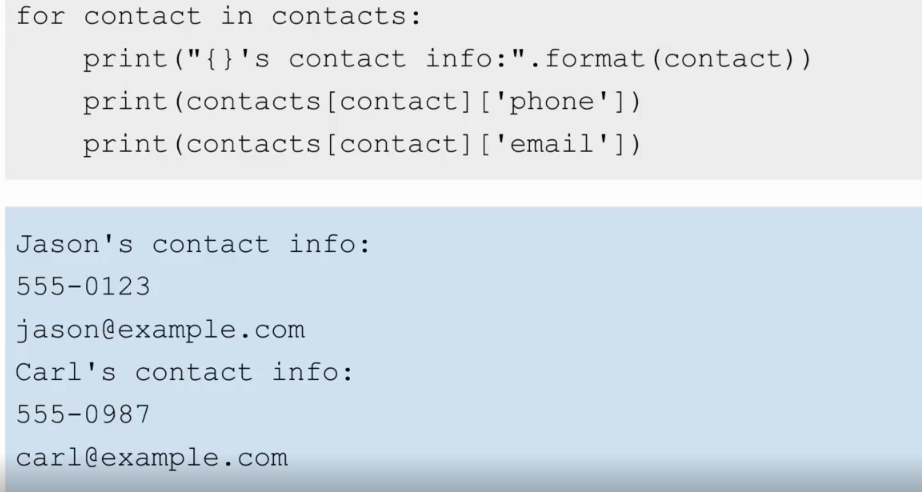 for contact in contacts:
    print("{}'s contact info:".format(contact))
    print(contacts[contact]['phone'])
    print(contacts[contact]['email'])
Jason's contact info:
555-0123
jason@example.com
Carl's contact info:
555-0987
carl@example.com